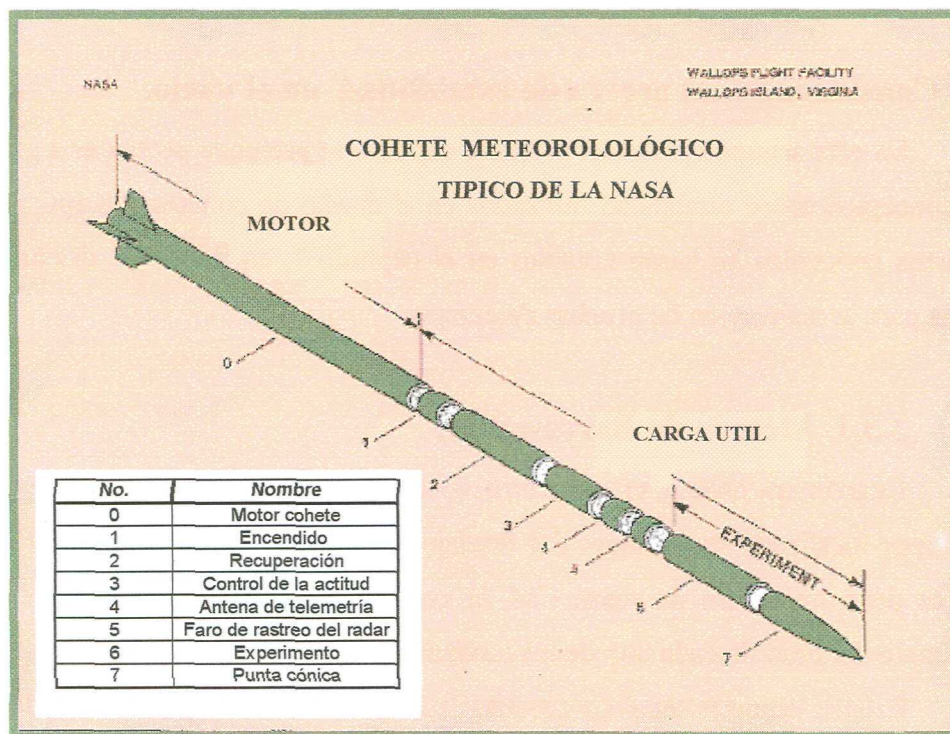 NASA
WALLOPS FLIGHT FACILITY
WALLOPS ISLAND, VIRGINIA
COHETE METEOROLOLÓGICO
TIPICO DE LA NASA
MOTOR
0
1
2
CARGA UTIL
3
4
5
EXPERIMENT
6
7
No. Nombre
0 Motor cohete
1 Encendido
2 Recuperación
3 Control de la actitud
4 Antena de telemetría
5 Faro de rastreo del radar
6 Experimento
7 Punta cónica